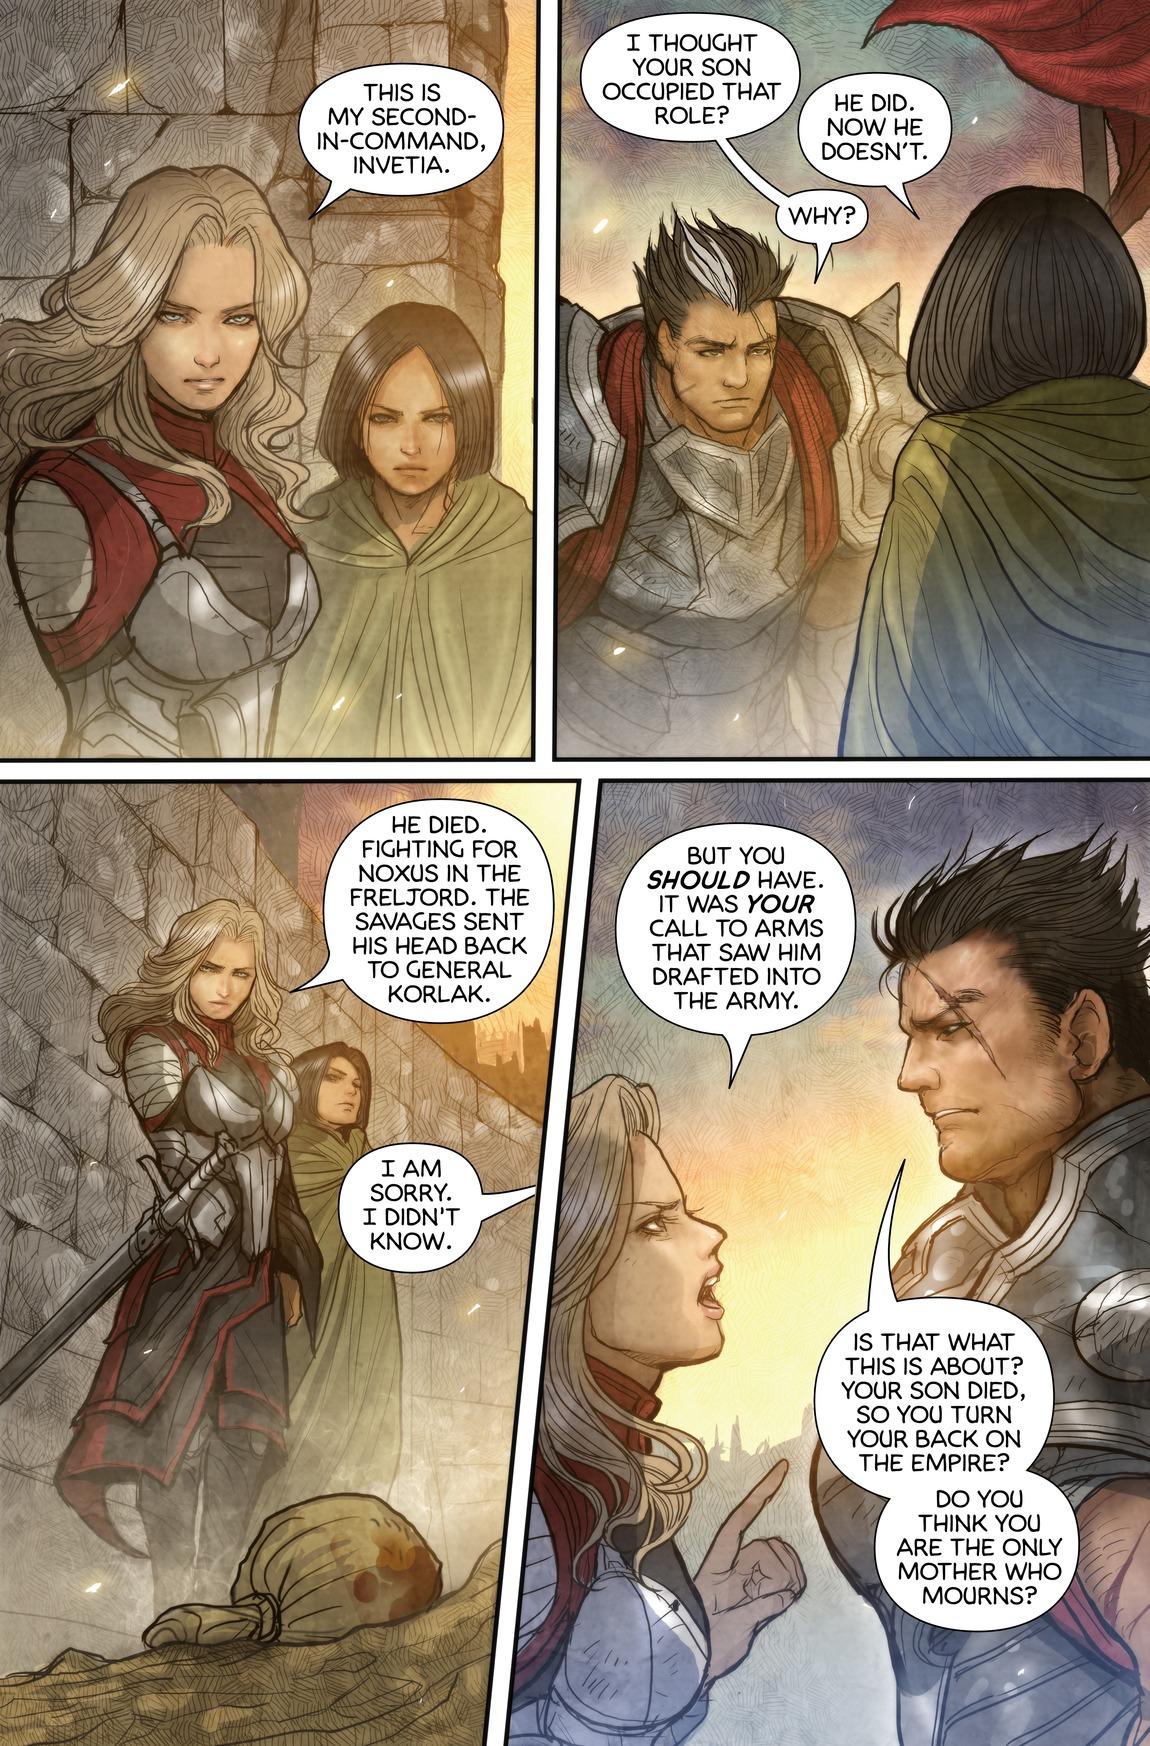 THIS IS
MY SECOND-
IN-COMMAND,
INVETIA.
I THOUGHT
YOUR SON
OCCUPIED THAT
ROLE?
HE DID.
NOW HE
DOESN'T.
WHY?
HE DIED.
FIGHTING FOR
NOXUS IN THE
FRELJORD. THE
SAVAGES SENT
HIS HEAD BACK
TO GENERAL
KORLAK.
I AM
SORRY.
I DIDN'T
KNOW.
BUT YOU
SHOULD HAVE.
IT WAS YOUR
CALL TO ARMS
THAT SAW HIM
DRAFTED INTO
THE ARMY.
IS THAT WHAT
THIS IS ABOUT?
YOUR SON DIED,
SO YOU TURN
YOUR BACK ON
THE EMPIRE?
DO YOU
THINK YOU
ARE THE ONLY
MOTHER WHO
MOURNS?